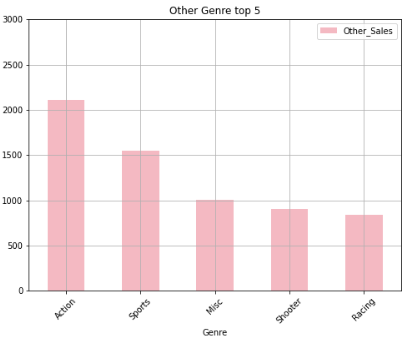 Other Genre top 5
Other_Sales
3000
2500
2000
1500
1000
500
0
Action
Sports
Misc
Shooter
Racing
Genre